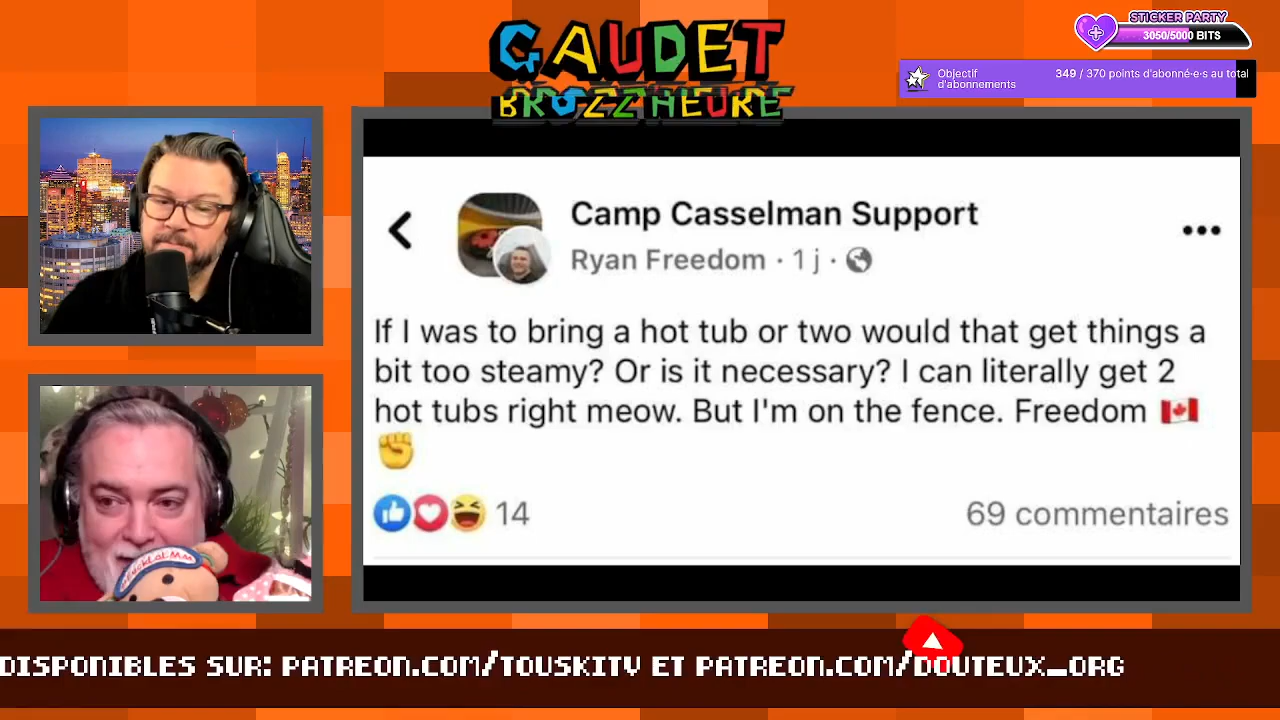 GAUDET
BROZZHEURE
STICKER PARTY
3050/5000 BITS
Objectif
d'abonnements
349 / 370 points d'abonné·e·s au total
Camp Casselman Support
Ryan Freedom · 1 j ·
If I was to bring a hot tub or two would that get things a
bit too steamy? Or is it necessary? I can literally get 2
hot tubs right meow. But I'm on the fence. Freedom 🇨🇦
✊
14
69 commentaires
DISPONIBLES SUR: PATREON.COM/TOUSKITV ET PATREON.COM/DOUTEUX_ORG